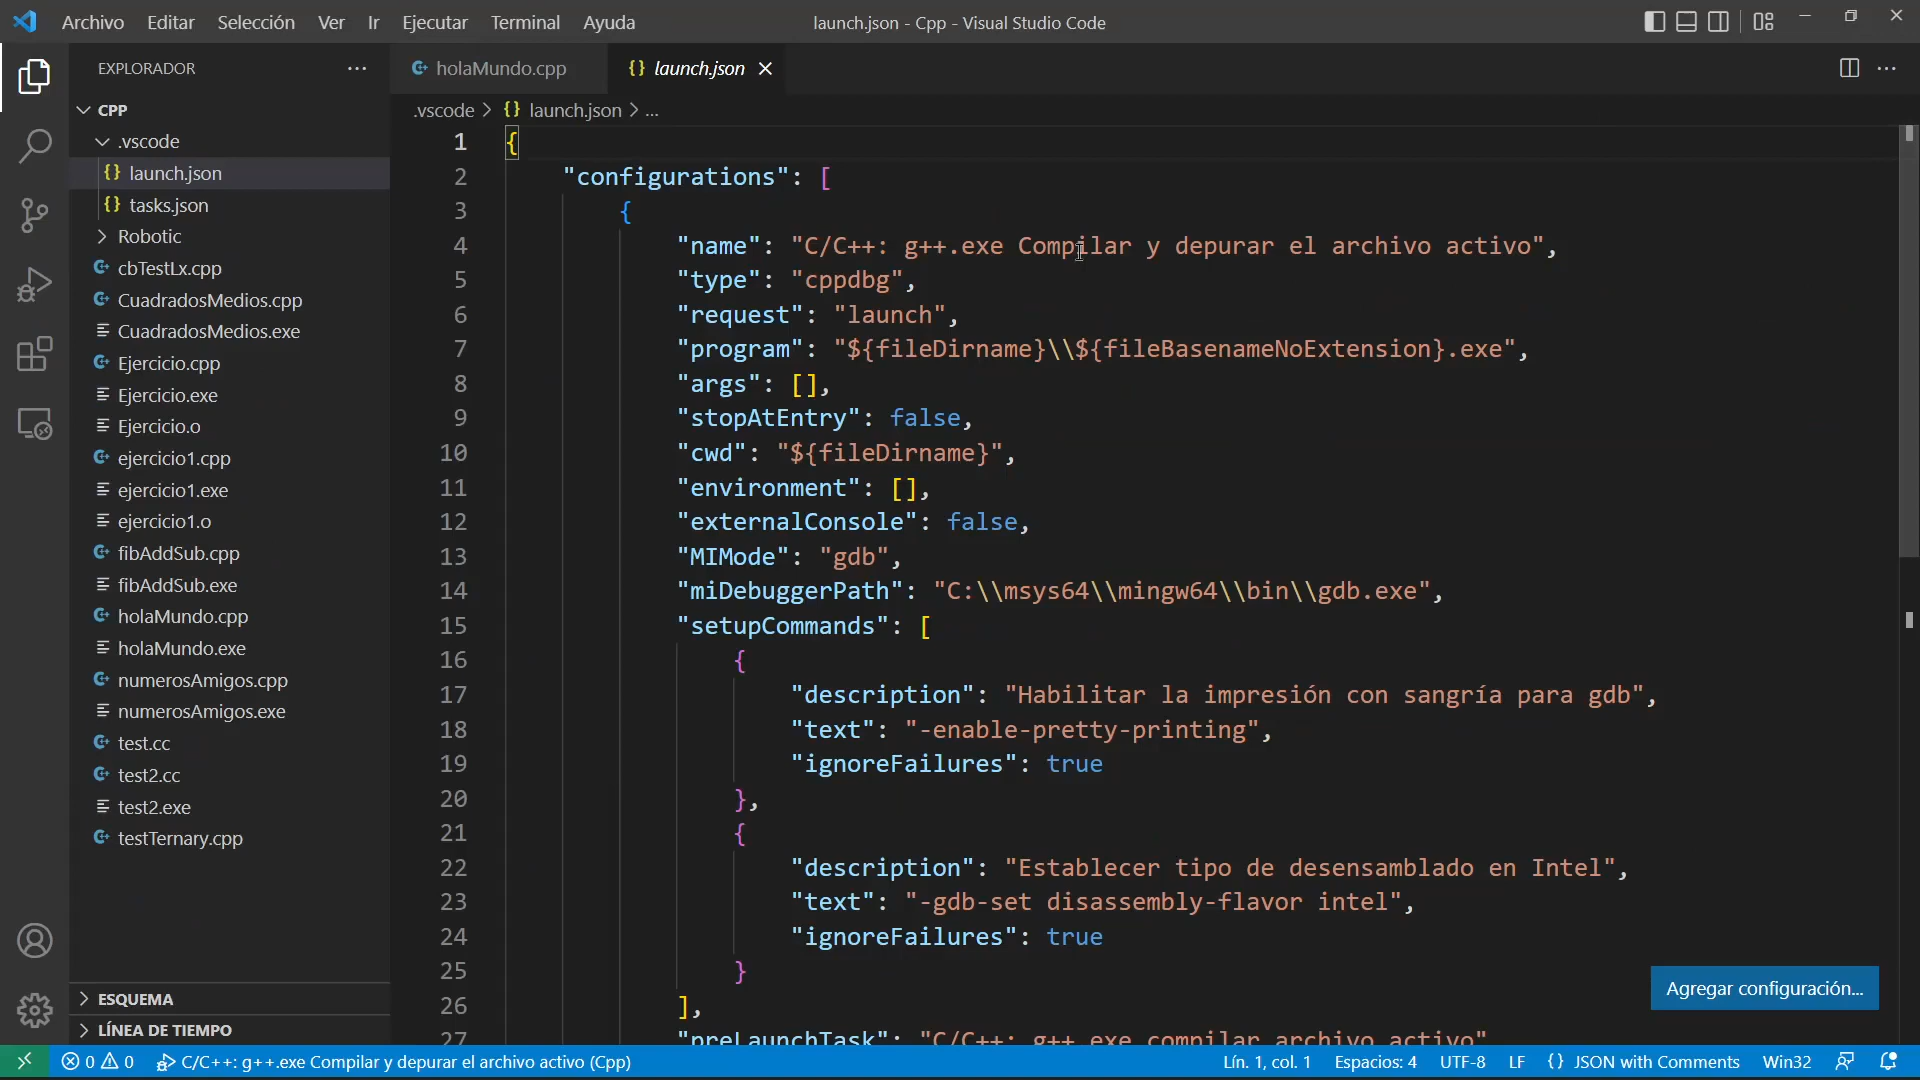 Archivo Editar Selección Ver Ir Ejecutar Terminal Ayuda
launch.json - Cpp - Visual Studio Code
EXPLORADOR
CPP
.vscode
launch.json
tasks.json
Robotic
cbTestLx.cpp
CuadradosMedios.cpp
CuadradosMedios.exe
Ejercicio.cpp
Ejercicio.exe
Ejercicio.o
ejercicio1.cpp
ejercicio1.exe
ejercicio1.o
fibAddSub.cpp
fibAddSub.exe
holaMundo.cpp
holaMundo.exe
numerosAmigos.cpp
numerosAmigos.exe
test.cc
test2.cc
test2.exe
testTernary.cpp
ESQUEMA
LÍNEA DE TIEMPO
holaMundo.cpp {} launch.json
.vscode > {} launch.json > ...
1 {
2 "configurations": [
3 {
4 "name": "C/C++: g++.exe Compilar y depurar el archivo activo",
5 "type": "cppdbg",
6 "request": "launch",
7 "program": "${fileDirname}\\${fileBasenameNoExtension}.exe",
8 "args": [],
9 "stopAtEntry": false,
10 "cwd": "${fileDirname}",
11 "environment": [],
12 "externalConsole": false,
13 "MIMode": "gdb",
14 "miDebuggerPath": "C:\\msys64\\mingw64\\bin\\gdb.exe",
15 "setupCommands": [
16 {
17 "description": "Habilitar la impresión con sangría para gdb",
18 "text": "-enable-pretty-printing",
19 "ignoreFailures": true
20 },
21 {
22 "description": "Establecer tipo de desensamblado en Intel",
23 "text": "-gdb-set disassembly-flavor intel",
24 "ignoreFailures": true
25 }
26 ],
27 "preLaunchTask": "C/C++: g++.exe compilar archivo activo"
Agregar configuración...
0 0 C/C++: g++.exe Compilar y depurar el archivo activo (Cpp) Lín. 1, col. 1 Espacios: 4 UTF-8 LF {} JSON with Comments Win32